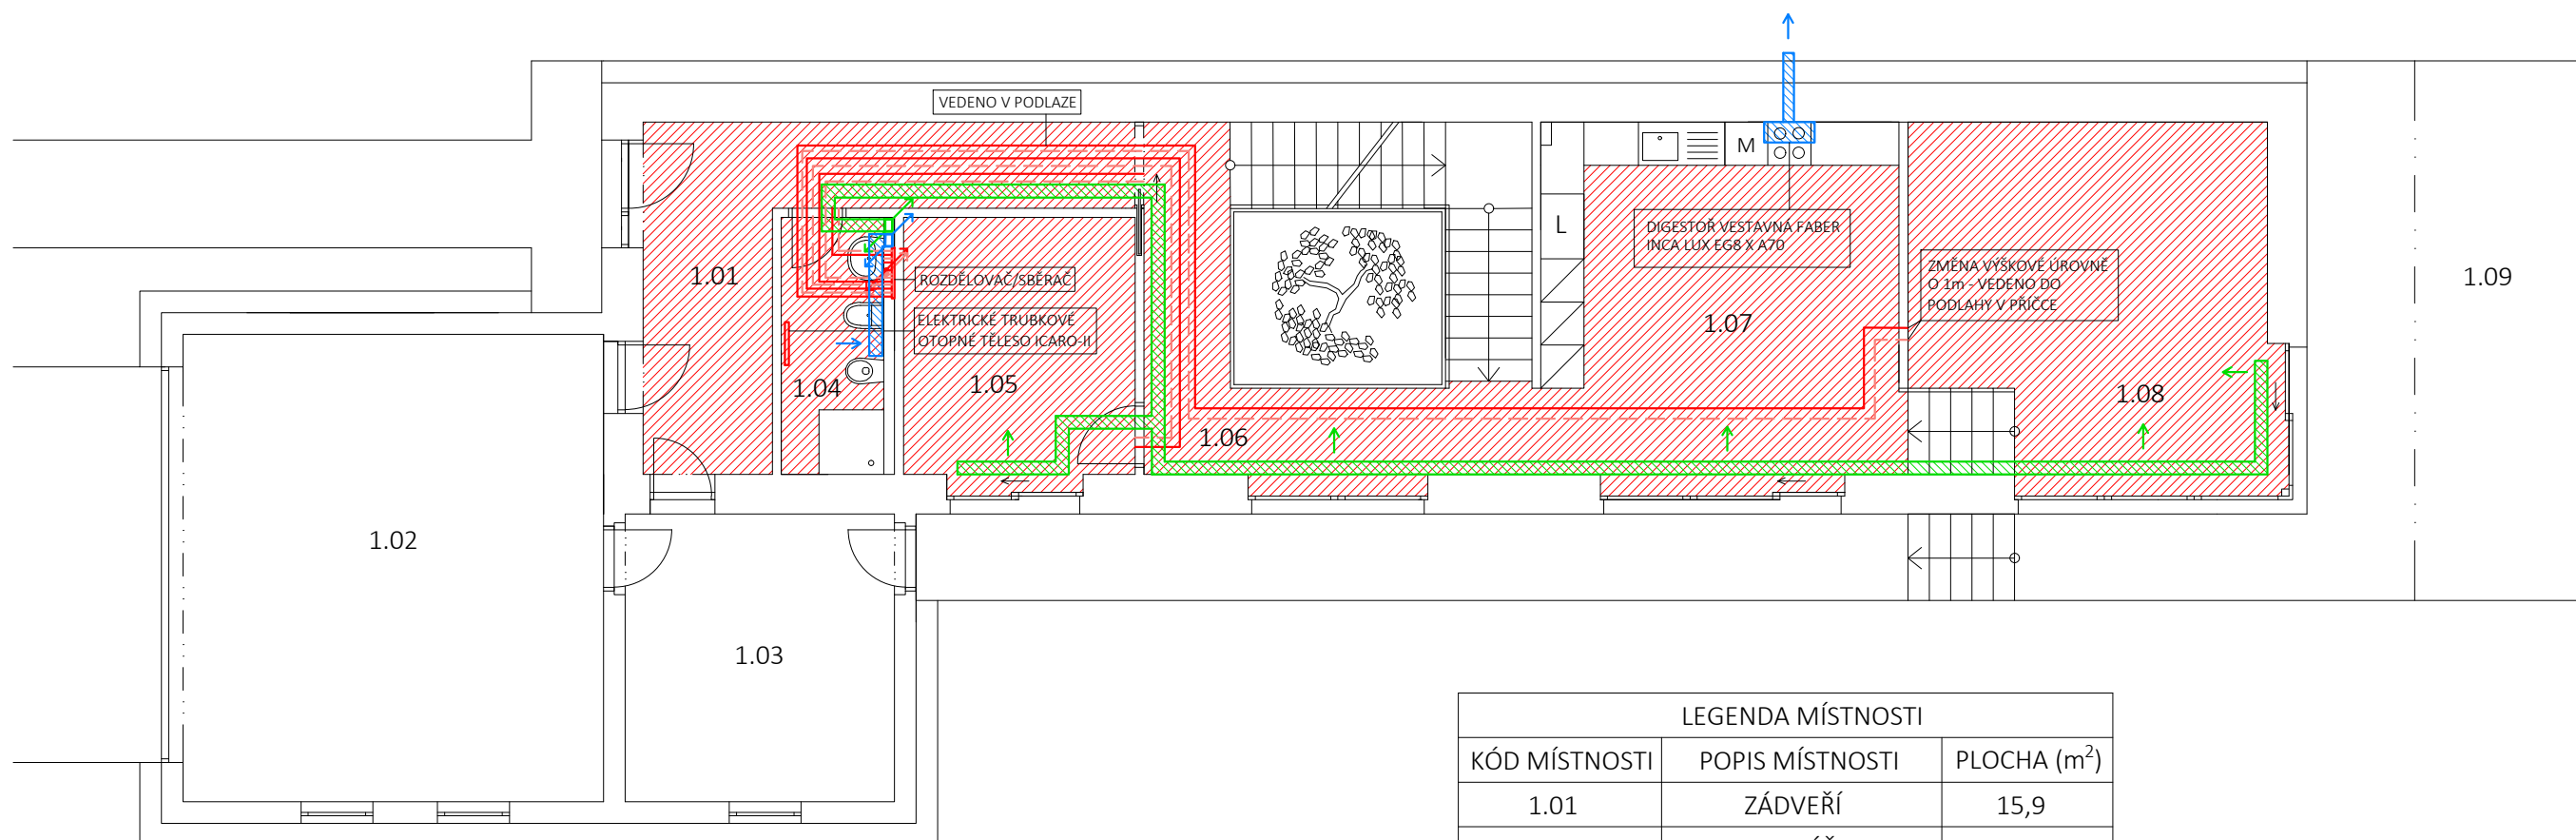 VEDENO V PODLAZE
M
L
DIGESTOŘ VESTAVNÁ FABER
INCA LUX EG8 X A70
ZMĚNA VÝŠKOVÉ ÚROVNĚ
O 1m - VEDENO DO
PODLAHY V PŘÍČCE
1.01
ROZDĚLOVAČ/SBĚRAČ
1.09
ELEKTRICKÉ TRUBKOVÉ
OTOPNÉ TĚLESO ICARO-II
1.07
1.04
1.05
1.08
1.06
1.02
1.03
LEGENDA MÍSTNOSTI
KÓD MÍSTNOSTI POPIS MÍSTNOSTI PLOCHA (m²)
1.01 ZÁDVEŘÍ 15,9